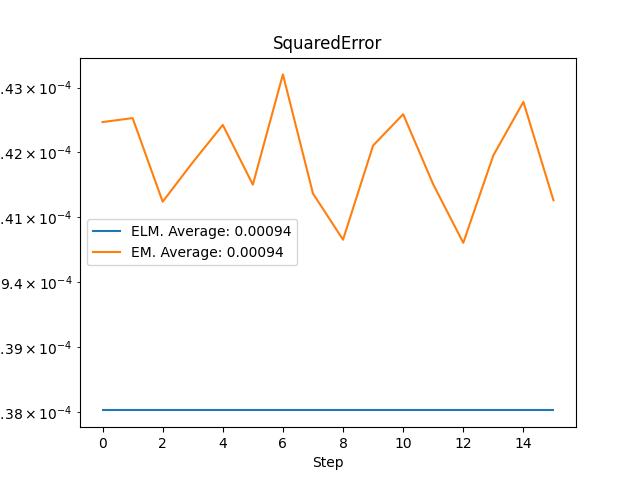 SquaredError
.43 × 10⁻⁴
.42 × 10⁻⁴
.41 × 10⁻⁴
9.4 × 10⁻⁴
.39 × 10⁻⁴
.38 × 10⁻⁴
ELM. Average: 0.00094
EM. Average: 0.00094
0 2 4 6 8 10 12 14
Step